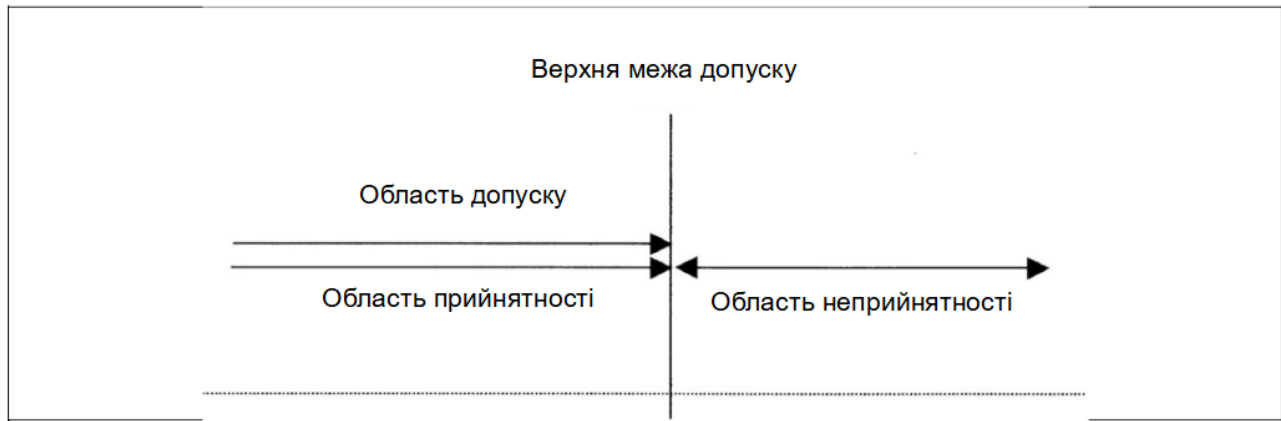 Верхня межа допуску
Область допуску
Область прийнятності
Область неприйнятності